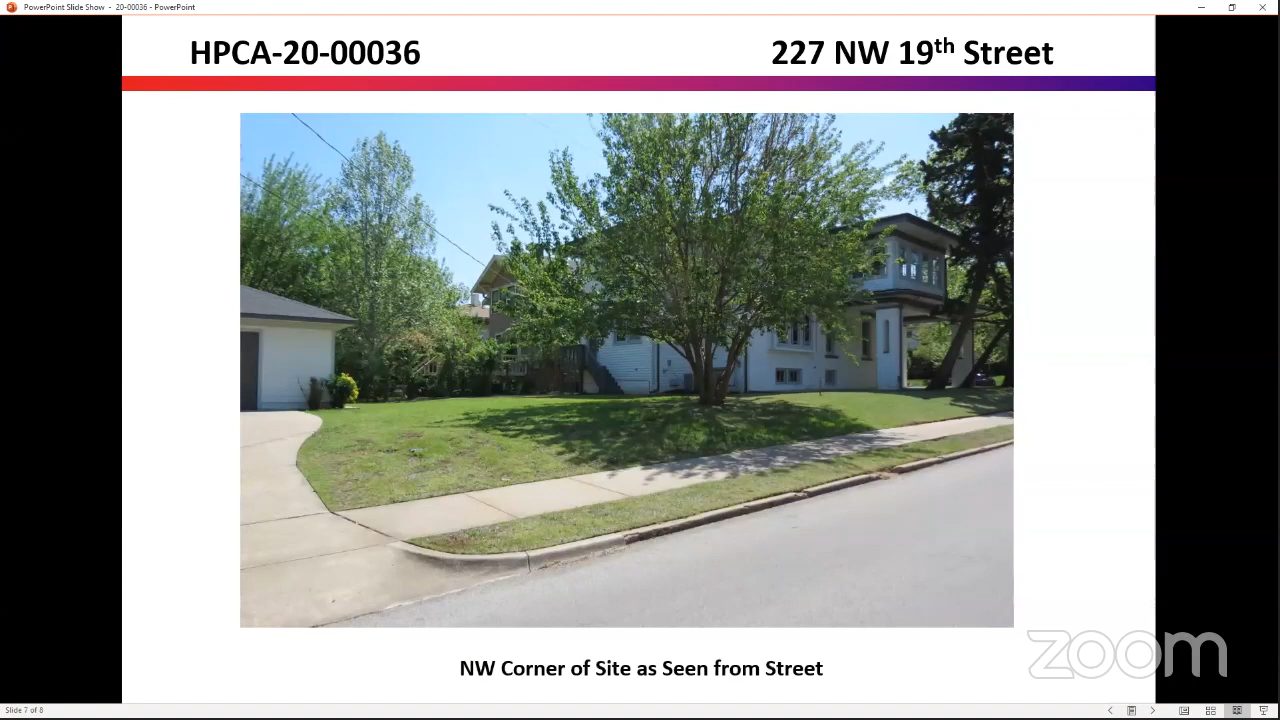 PowerPoint Slide Show - 20-00036 - PowerPoint
HPCA-20-00036
227 NW 19th Street
NW Corner of Site as Seen from Street
zoom
Slide 7 of 8